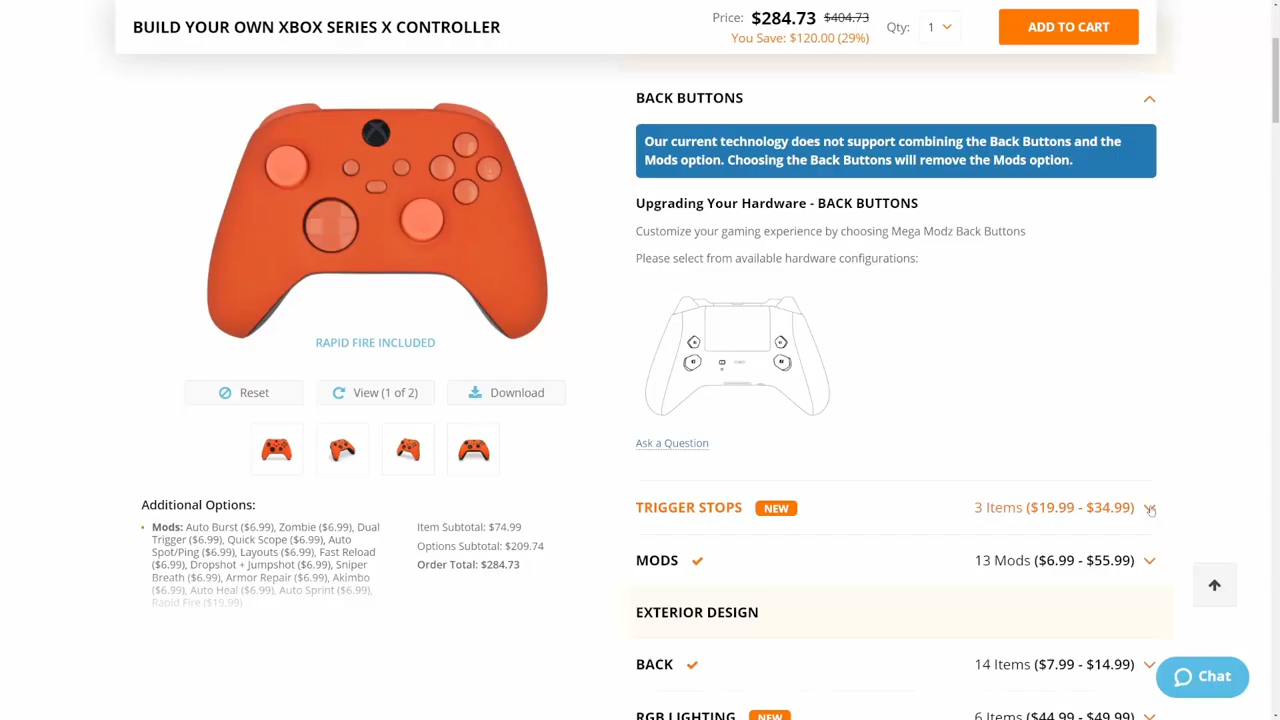 BUILD YOUR OWN XBOX SERIES X CONTROLLER
Price: $284.73 $404.73
You Save: $120.00 (29%)
Qty: 1
ADD TO CART
RAPID FIRE INCLUDED
Reset
View (1 of 2)
Download
Additional Options:
Mods: Auto Burst ($6.99), Zombie ($6.99), Dual
Trigger ($6.99), Quick Scope ($6.99), Auto
Spot/Ping ($6.99), Layouts ($6.99), Fast Reload
($6.99), Dropshot + Jumpshot ($6.99), Sniper
Breath ($6.99), Armor Repair ($6.99), Akimbo
($6.99), Auto Heal ($6.99), Auto Sprint ($6.99),
Rapid Fire ($19.99)
Item Subtotal: $74.99
Options Subtotal: $209.74
Order Total: $284.73
BACK BUTTONS
Our current technology does not support combining the Back Buttons and the
Mods option. Choosing the Back Buttons will remove the Mods option.
Upgrading Your Hardware - BACK BUTTONS
Customize your gaming experience by choosing Mega Modz Back Buttons
Please select from available hardware configurations:
Ask a Question
TRIGGER STOPS NEW 3 Items ($19.99 - $34.99)
MODS 13 Mods ($6.99 - $55.99)
EXTERIOR DESIGN
BACK 14 Items ($7.99 - $14.99)
RGB LIGHTING NEW 6 Items ($44.99 - $49.99)
Chat